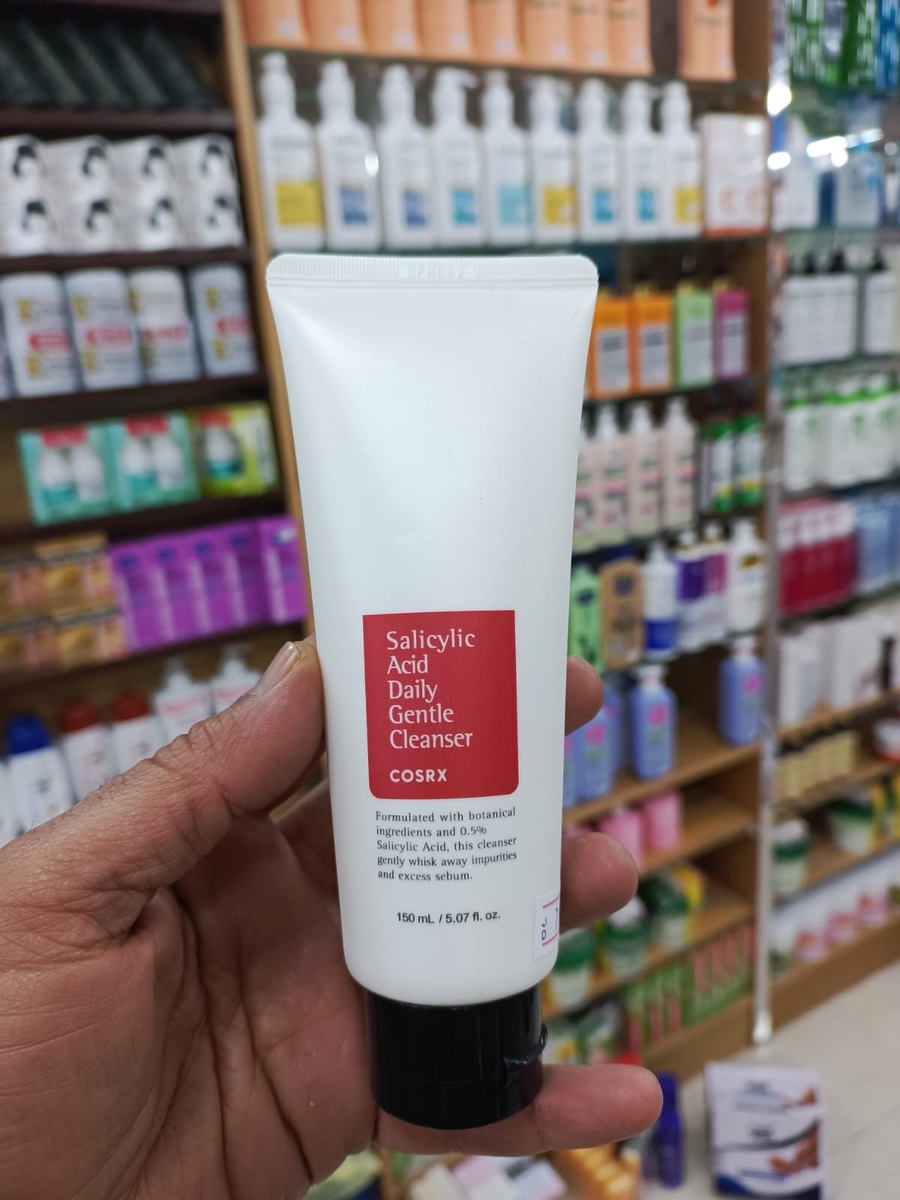 Salicylic
Acid
Daily
Gentle
Cleanser
COSRX
Formulated with botanical
ingredients and 0.5%
Salicylic Acid, this cleanser
gently whisk away impurities
and excess sebum.
150 mL / 5.07 fl. oz.